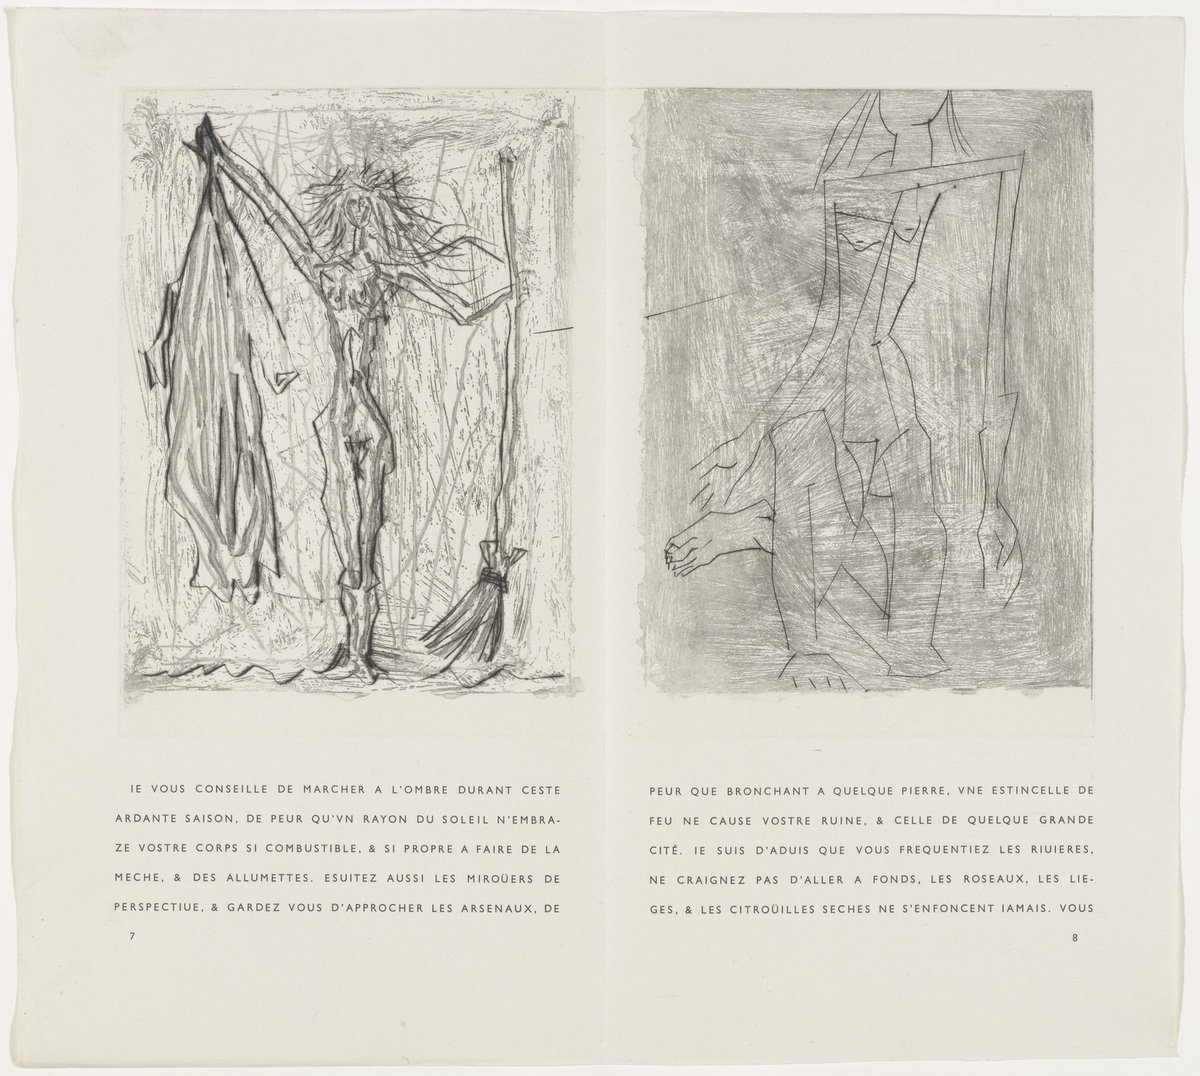 IE VOUS CONSEILLE DE MARCHER A L'OMBRE DURANT CESTE
ARDANTE SAISON, DE PEUR QU'VN RAYON DU SOLEIL N'EMBRA-
ZE VOSTRE CORPS SI COMBUSTIBLE, & SI PROPRE A FAIRE DE LA
MECHE, & DES ALLUMETTES. ESUITEZ AUSSI LES MIROÜERS DE
PERSPECTIUE, & GARDEZ VOUS D'APPROCHER LES ARSENAUX, DE
7
PEUR QUE BRONCHANT A QUELQUE PIERRE, VNE ESTINCELLE DE
FEU NE CAUSE VOSTRE RUINE, & CELLE DE QUELQUE GRANDE
CITÉ. IE SUIS D'ADUIS QUE VOUS FREQUENTIEZ LES RIUIERES,
NE CRAIGNEZ PAS D'ALLER A FONDS, LES ROSEAUX, LES LIE-
GES, & LES CITROÜILLES SECHES NE S'ENFONCENT IAMAIS. VOUS
8